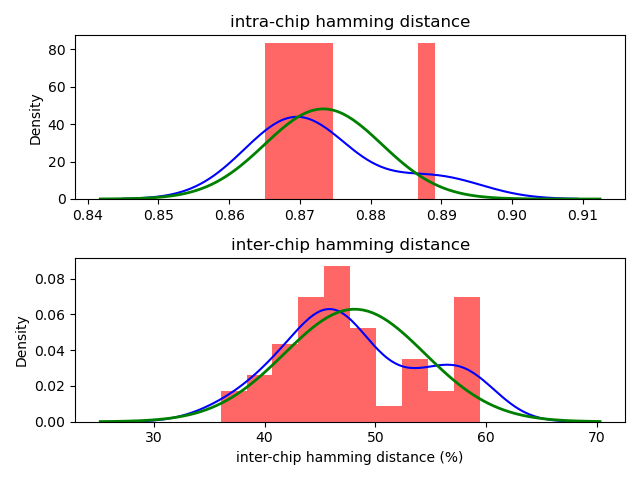 intra-chip hamming distance
80
60
40
20
0
Density
0.84 0.85 0.86 0.87 0.88 0.89 0.90 0.91
inter-chip hamming distance
0.08
0.06
0.04
0.02
0.00
Density
30 40 50 60 70
inter-chip hamming distance (%)